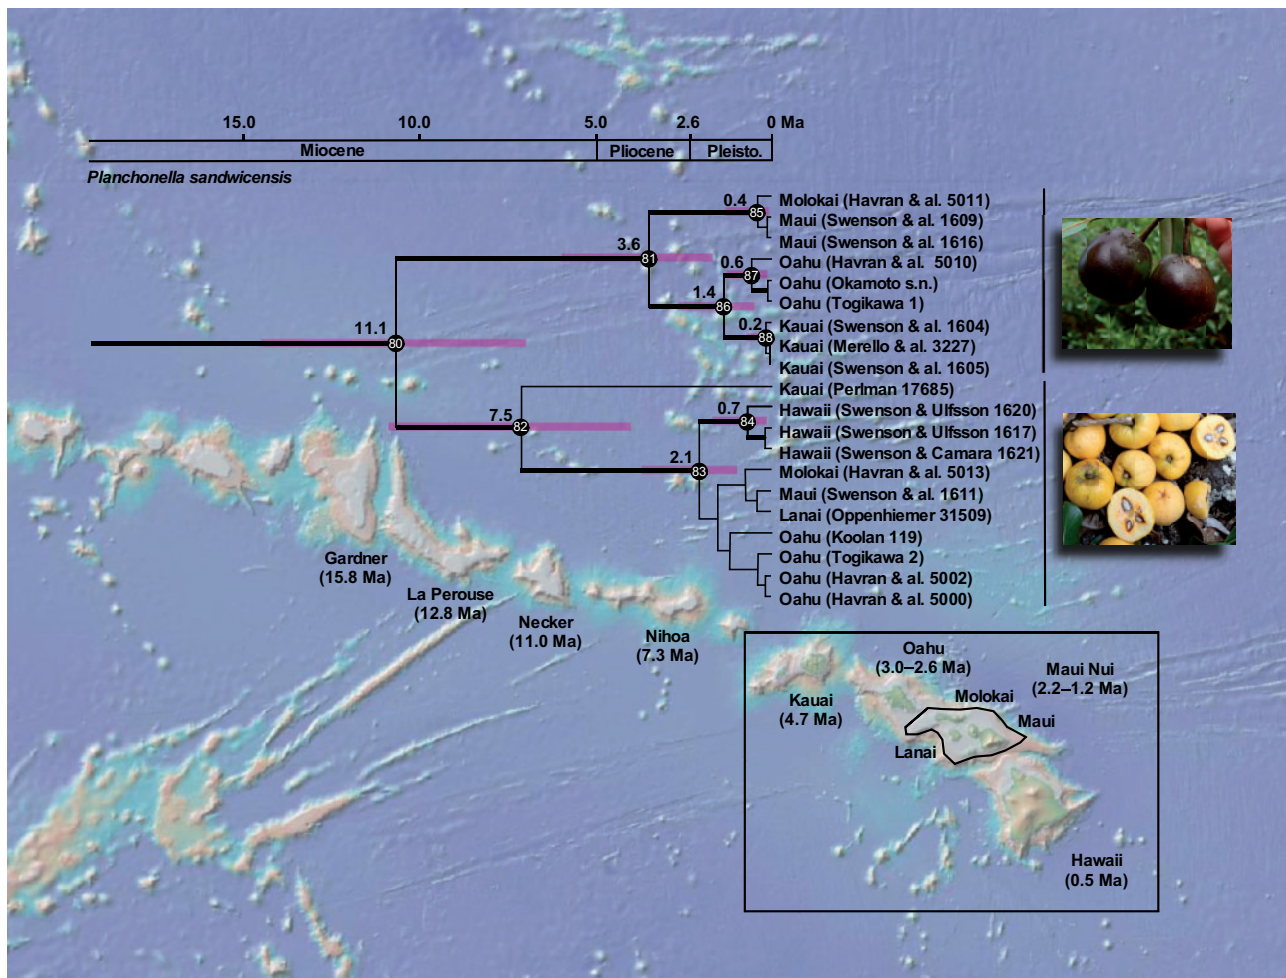 15.0 10.0 5.0 2.6 0 Ma
Miocene Pliocene Pleisto.
Planchonella sandwicensis
0.4 85 Molokai (Havran & al. 5011)
Maui (Swenson & al. 1609)
Maui (Swenson & al. 1616)
3.6 81
0.6 87 Oahu (Havran & al. 5010)
Oahu (Okamoto s.n.)
1.4 86 Oahu (Togikawa 1)
0.2 88 Kauai (Swenson & al. 1604)
Kauai (Merello & al. 3227)
Kauai (Swenson & al. 1605)
11.1 80
Kauai (Perlman 17685)
7.5 82
0.7 84 Hawaii (Swenson & Ulfsson 1620)
Hawaii (Swenson & Ulfsson 1617)
Hawaii (Swenson & Camara 1621)
2.1 83 Molokai (Havran & al. 5013)
Maui (Swenson & al. 1611)
Lanai (Oppenhiemer 31509)
Oahu (Koolan 119)
Oahu (Togikawa 2)
Oahu (Havran & al. 5002)
Oahu (Havran & al. 5000)
Gardner
(15.8 Ma)
La Perouse
(12.8 Ma)
Necker
(11.0 Ma)
Nihoa
(7.3 Ma)
Kauai
(4.7 Ma)
Oahu
(3.0–2.6 Ma)
Maui Nui
(2.2–1.2 Ma)
Molokai
Maui
Lanai
Hawaii
(0.5 Ma)